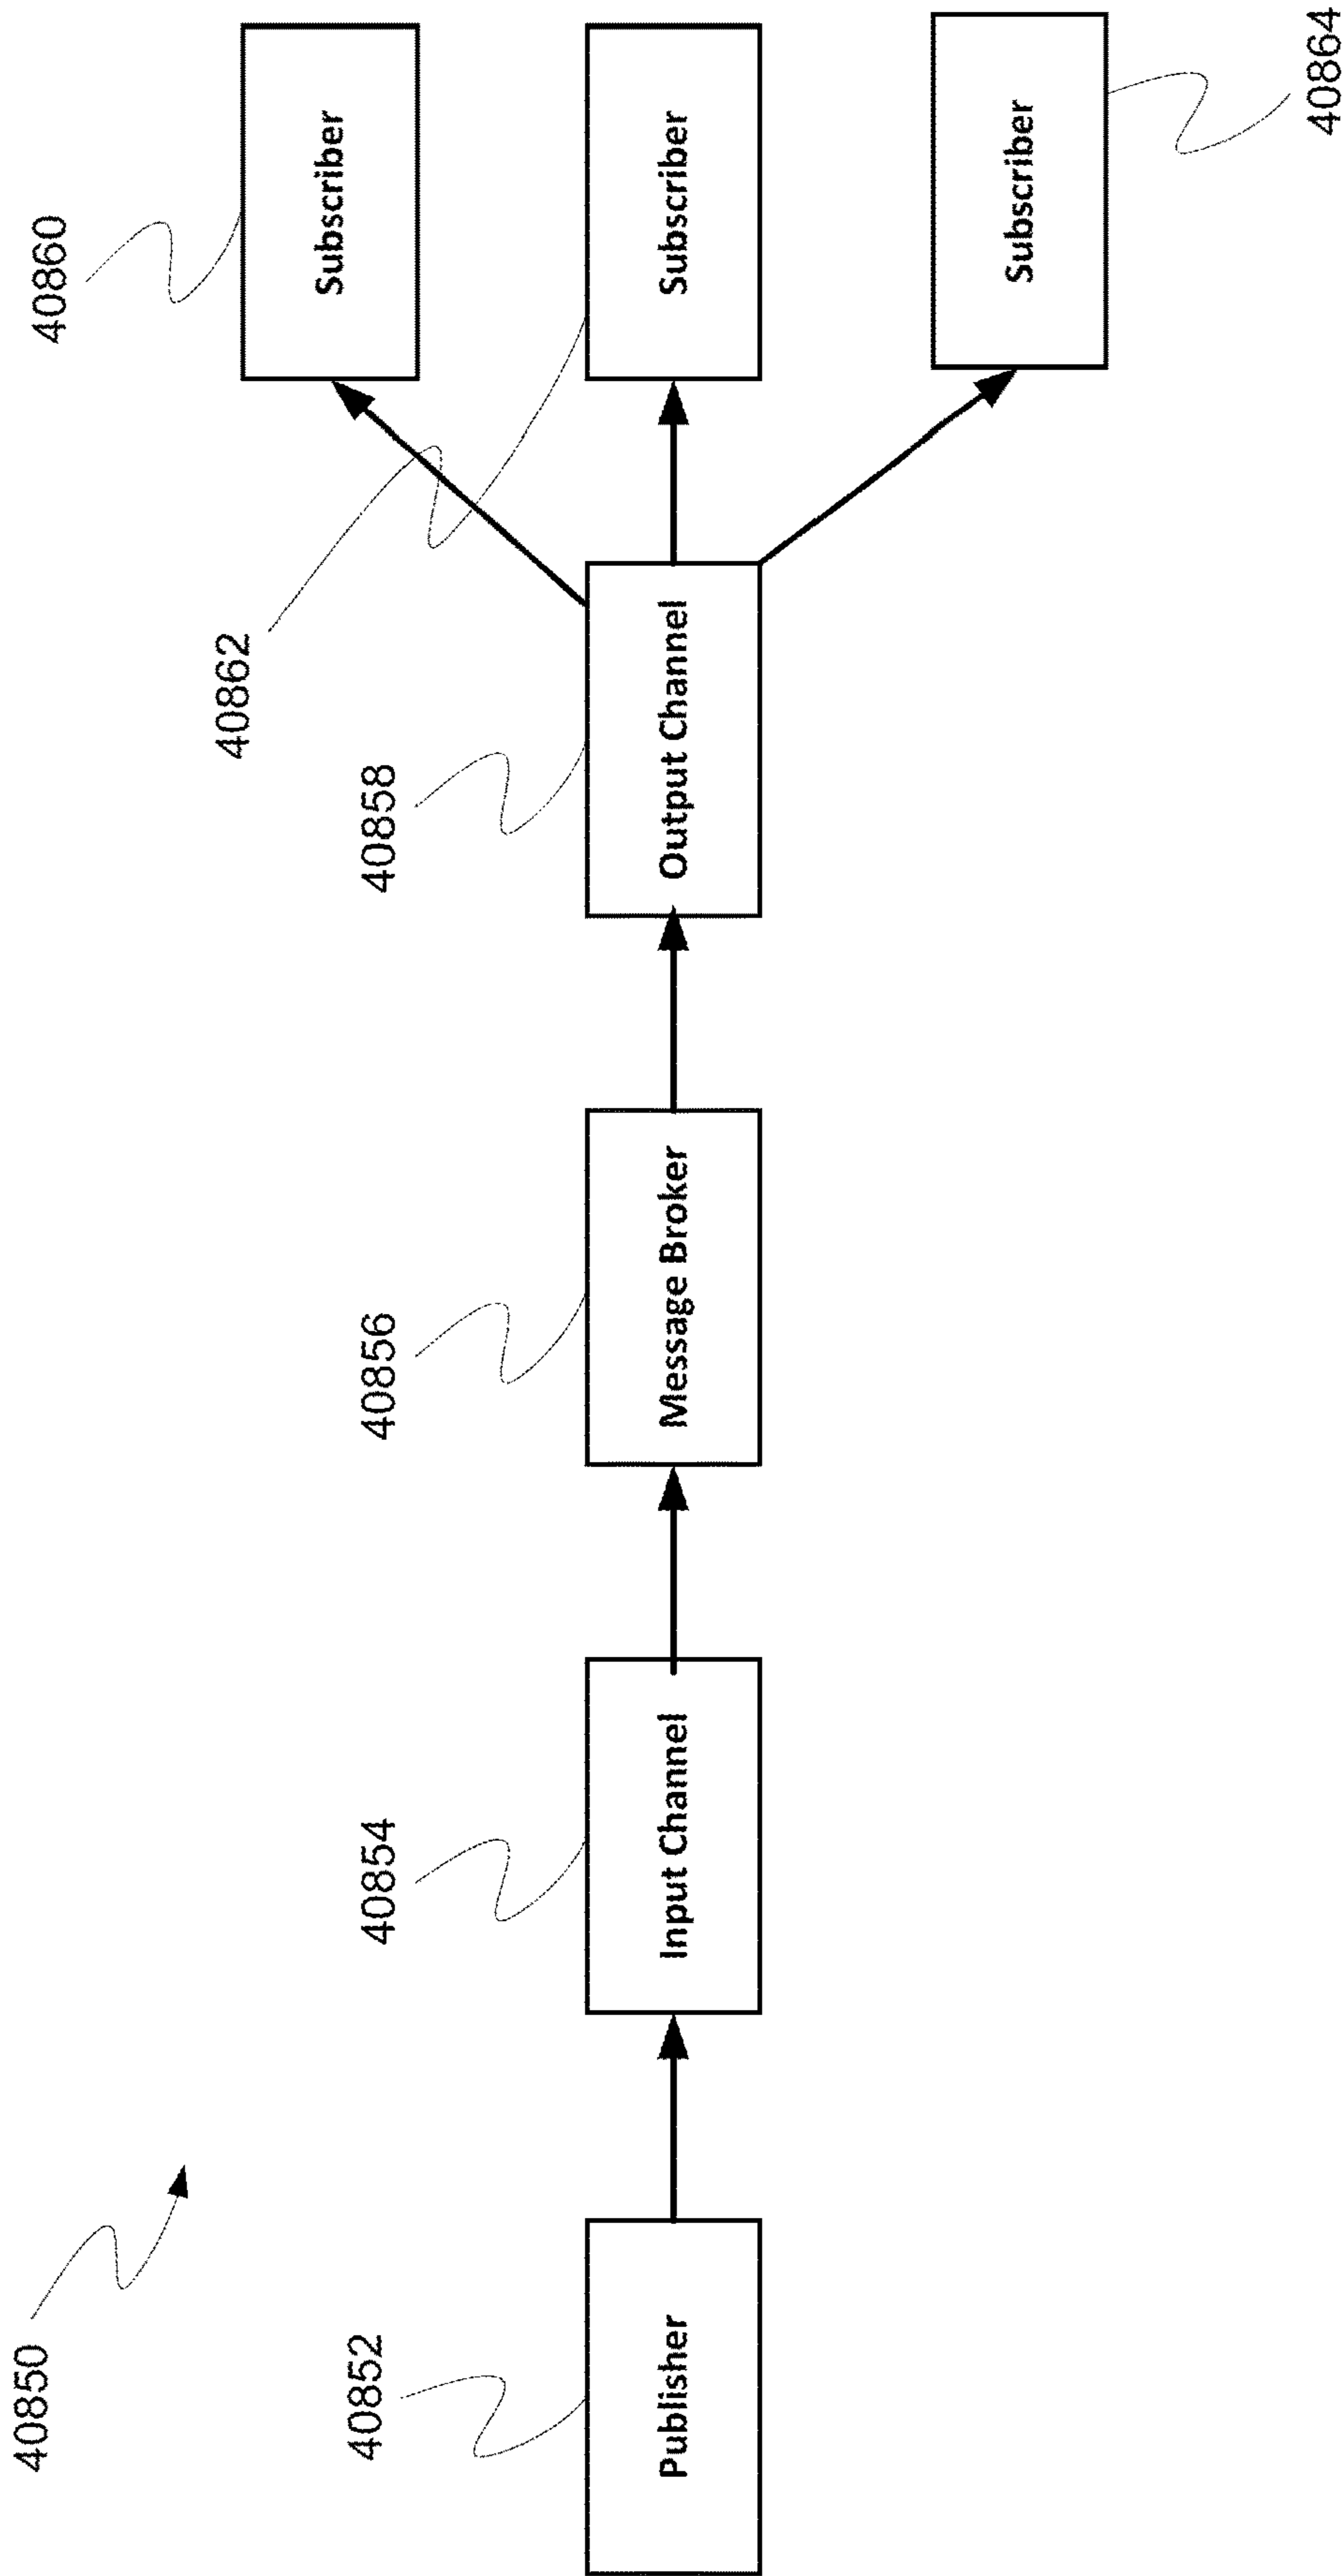 40850
40852
Publisher
40854
Input Channel
40856
Message Broker
40858
Output Channel
40860
Subscriber
40862
Subscriber
40864
Subscriber